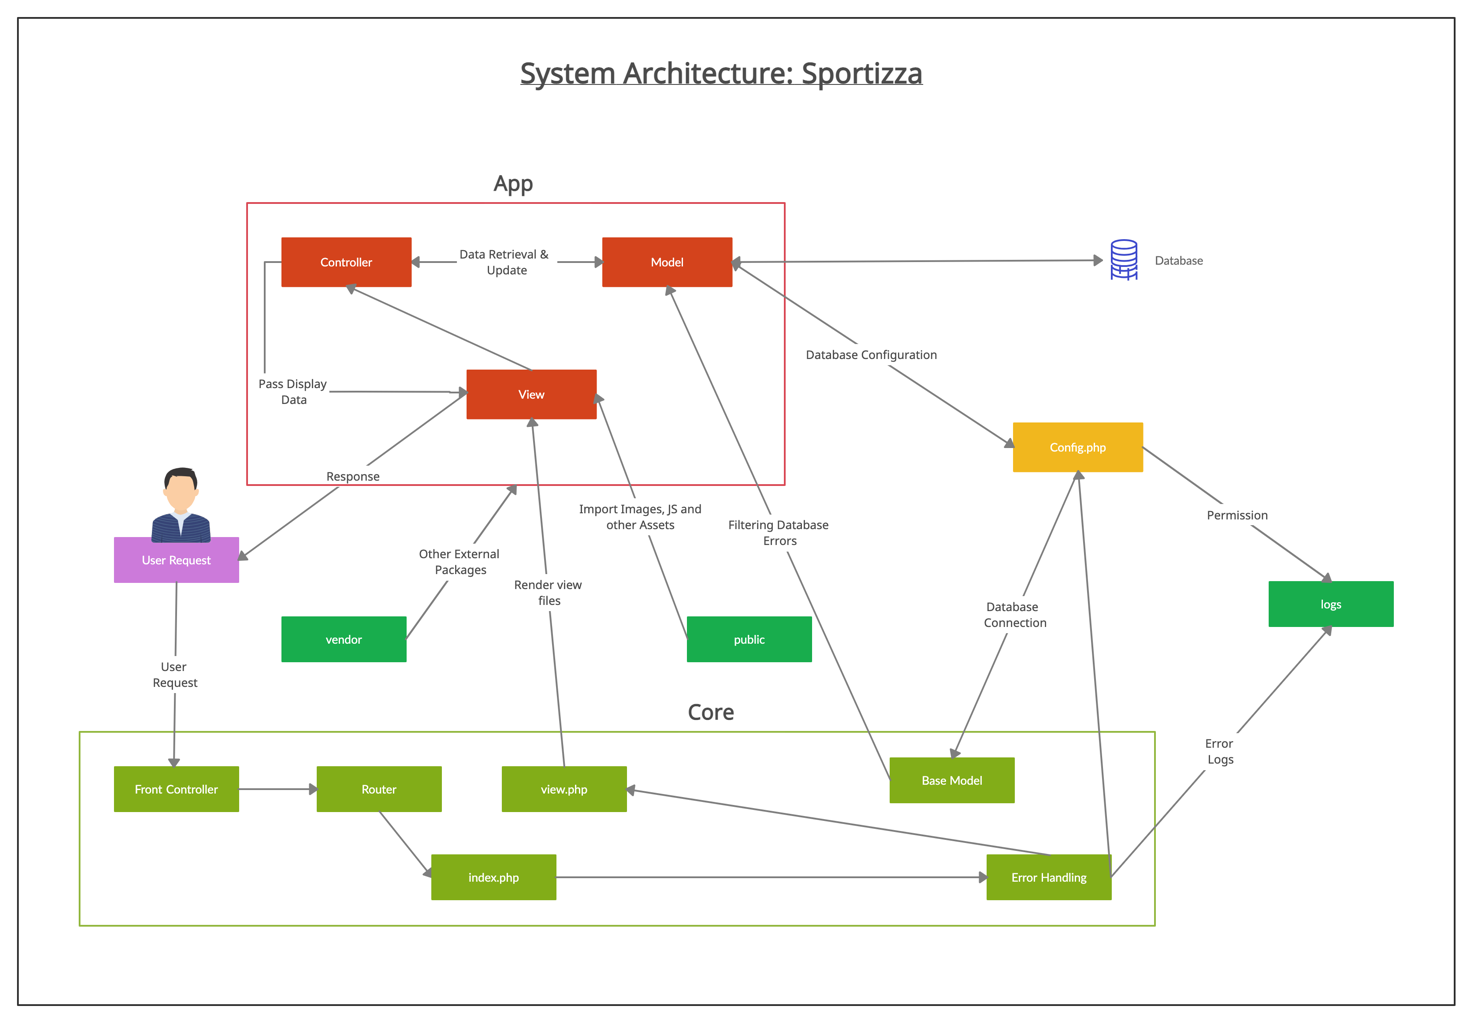 System Architecture: Sportizza
App
Controller
Data Retrieval &
Update
Model
Database
Database Configuration
Pass Display
Data
View
Config.php
Response
Import Images, JS and
other Assets
Filtering Database
Errors
Permission
User Request
Other External
Packages
Render view
files
Database
Connection
logs
vendor
public
User
Request
Core
Error
Logs
Front Controller
Router
view.php
Base Model
index.php
Error Handling